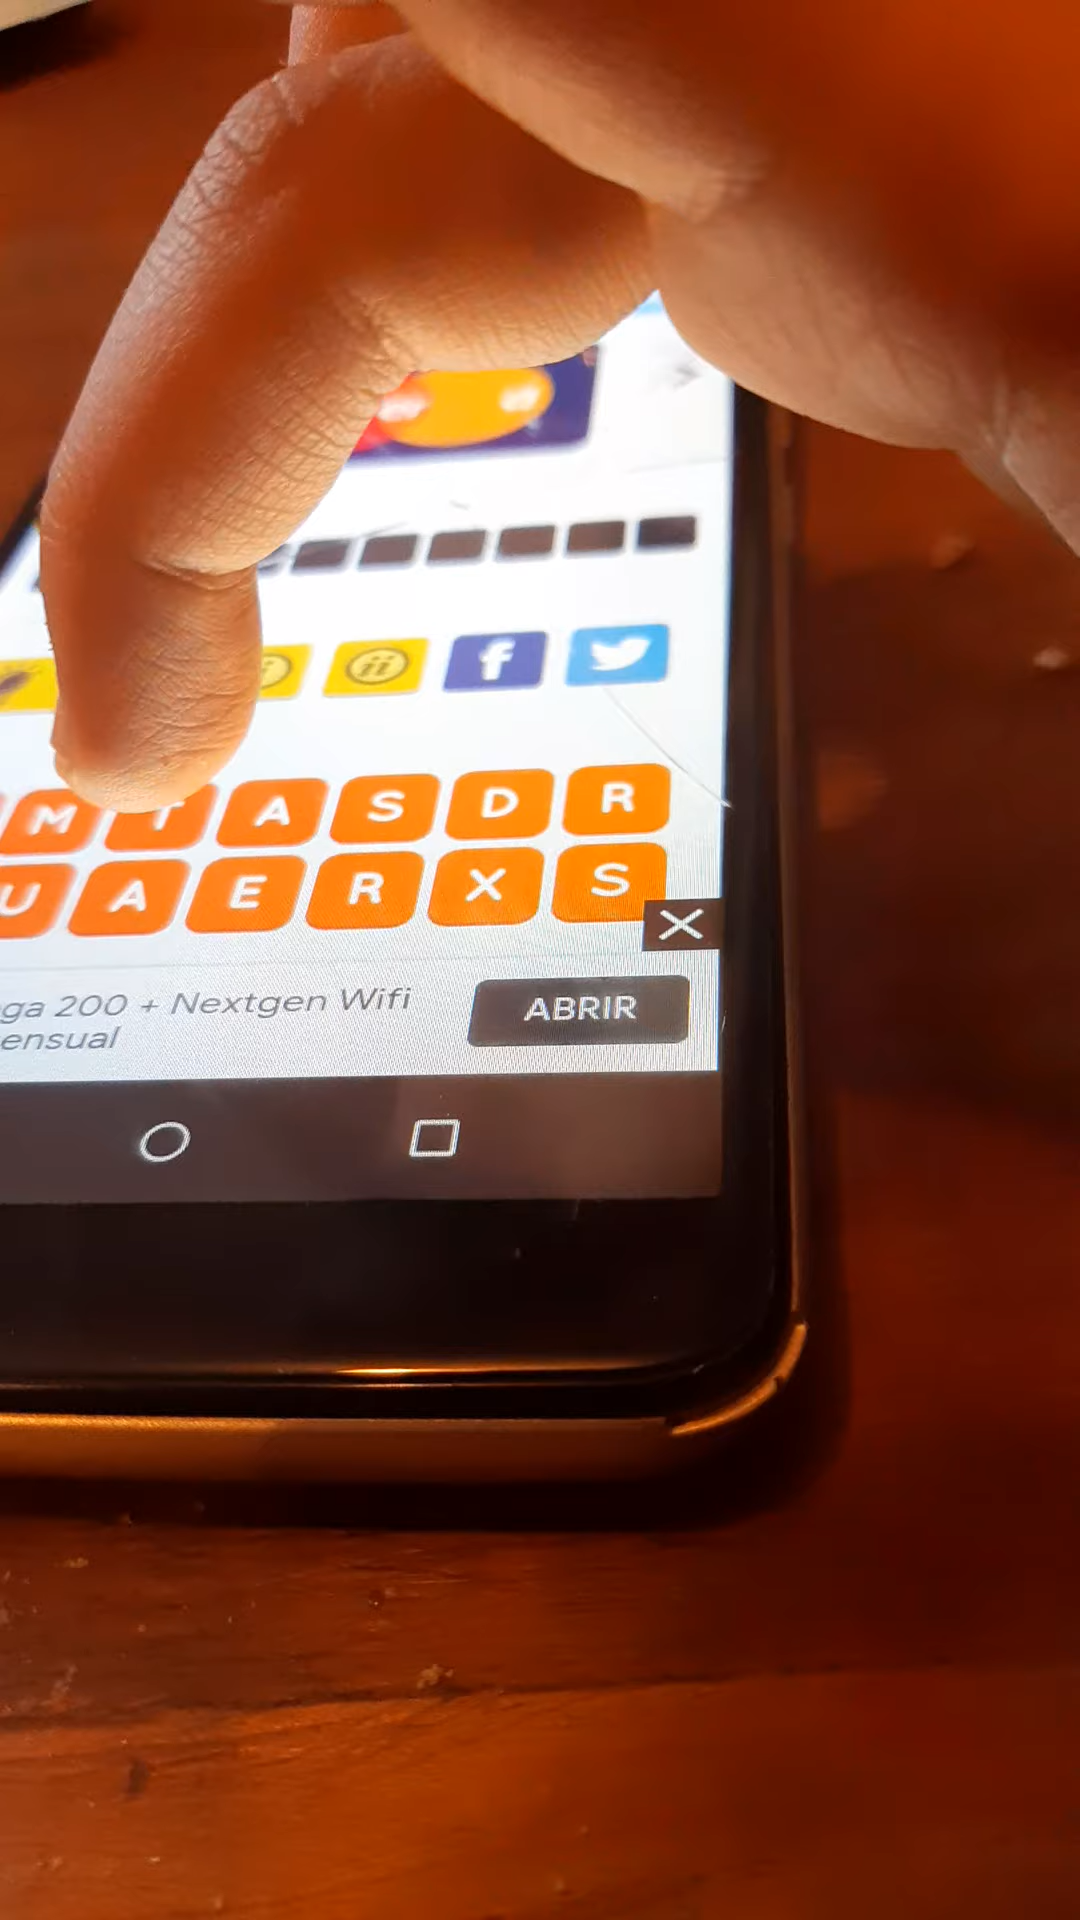 M T A S D R
U A E R X S
ga 200 + Nextgen Wifi
ensual
ABRIR